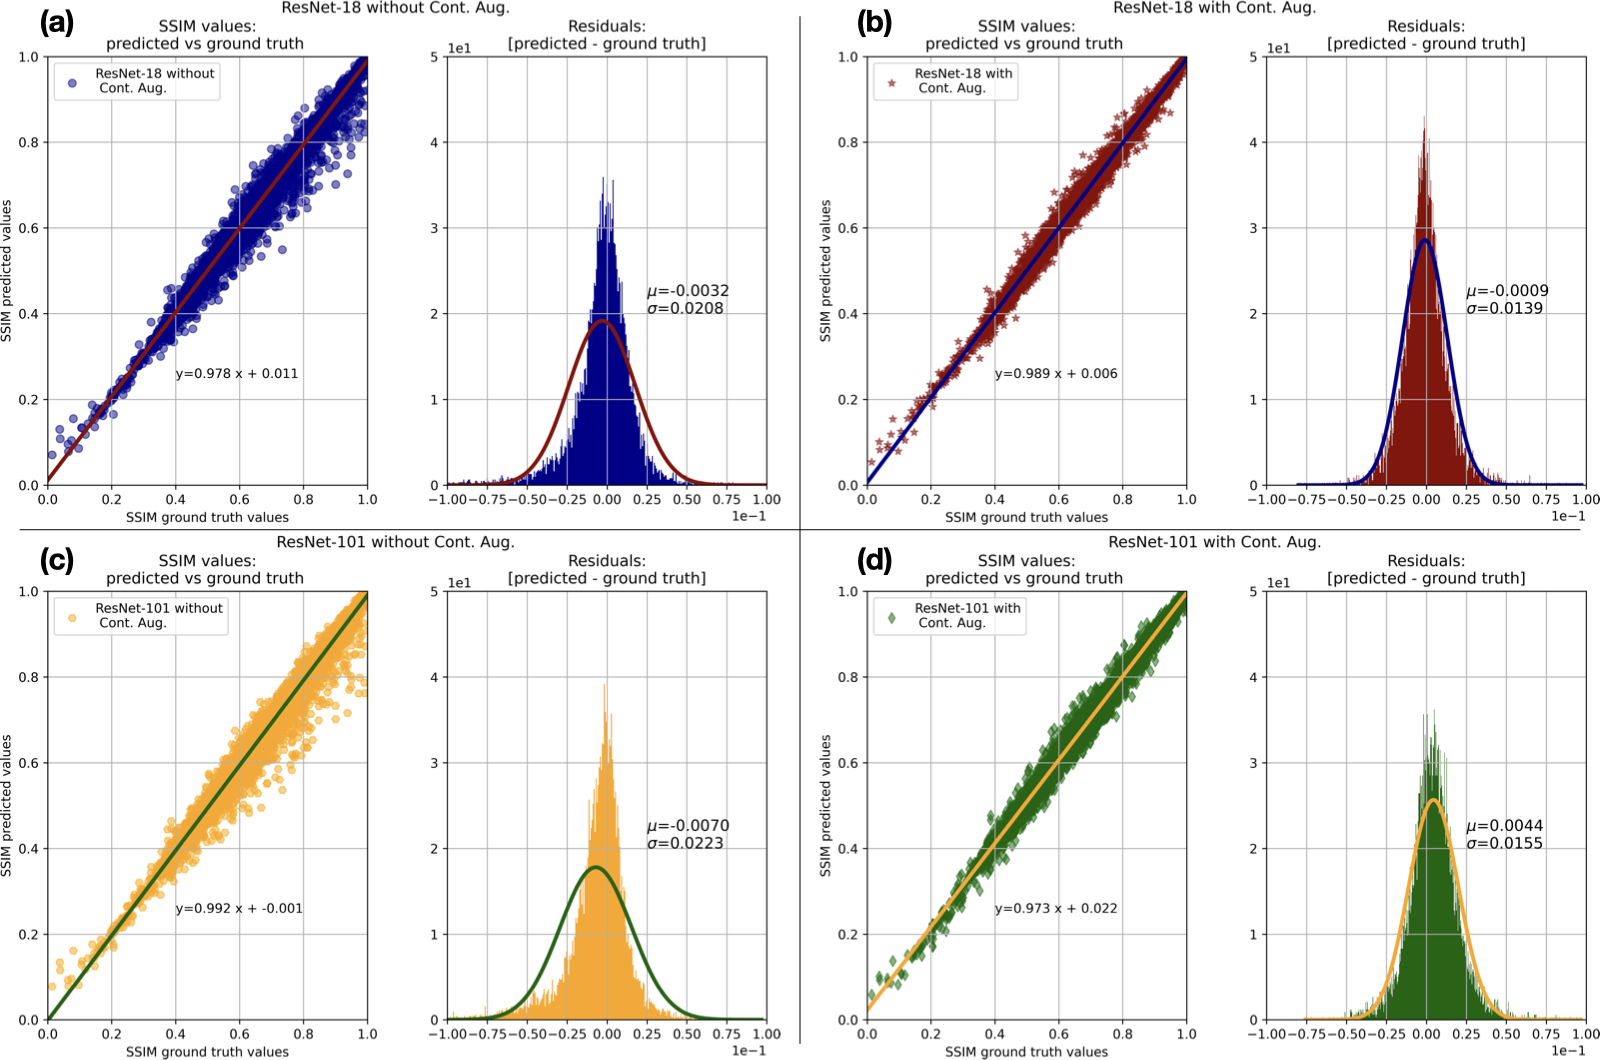 (a)
ResNet-18 without Cont. Aug.
SSIM values:
predicted vs ground truth
ResNet-18 without
Cont. Aug.
SSIM predicted values
1.0
0.8
0.6
0.4
0.2
0.0
y=0.978 x + 0.011
0.0 0.2 0.4 0.6 0.8 1.0
SSIM ground truth values
Residuals:
[predicted - ground truth]
1e1
5
4
3
2
1
0
μ=-0.0032
σ=0.0208
−1.00 −0.75 −0.50 −0.25 0.00 0.25 0.50 0.75 1.00
1e−1
(b)
ResNet-18 with Cont. Aug.
SSIM values:
predicted vs ground truth
ResNet-18 with
Cont. Aug.
SSIM predicted values
1.0
0.8
0.6
0.4
0.2
0.0
y=0.989 x + 0.006
0.0 0.2 0.4 0.6 0.8 1.0
SSIM ground truth values
Residuals:
[predicted - ground truth]
1e1
5
4
3
2
1
0
μ=-0.0009
σ=0.0139
−1.00 −0.75 −0.50 −0.25 0.00 0.25 0.50 0.75 1.00
1e−1
(c)
ResNet-101 without Cont. Aug.
SSIM values:
predicted vs ground truth
ResNet-101 without
Cont. Aug.
SSIM predicted values
1.0
0.8
0.6
0.4
0.2
0.0
y=0.992 x + -0.001
0.0 0.2 0.4 0.6 0.8 1.0
SSIM ground truth values
Residuals:
[predicted - ground truth]
1e1
5
4
3
2
1
0
μ=-0.0070
σ=0.0223
−1.00 −0.75 −0.50 −0.25 0.00 0.25 0.50 0.75 1.00
1e−1
(d)
ResNet-101 with Cont. Aug.
SSIM values:
predicted vs ground truth
ResNet-101 with
Cont. Aug.
SSIM predicted values
1.0
0.8
0.6
0.4
0.2
0.0
y=0.973 x + 0.022
0.0 0.2 0.4 0.6 0.8 1.0
SSIM ground truth values
Residuals:
[predicted - ground truth]
1e1
5
4
3
2
1
0
μ=0.0044
σ=0.0155
−1.00 −0.75 −0.50 −0.25 0.00 0.25 0.50 0.75 1.00
1e−1